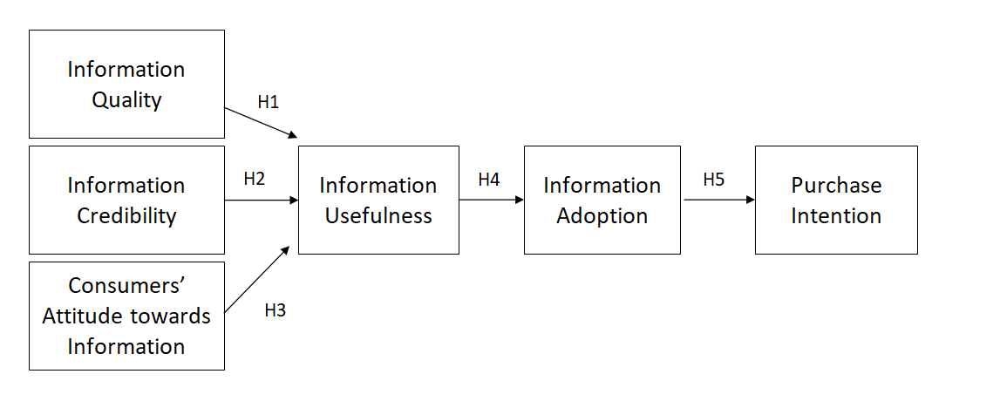 Information
Quality
H1
Information
Credibility
H2
Consumers’
Attitude towards
Information
H3
Information
Usefulness
H4
Information
Adoption
H5
Purchase
Intention